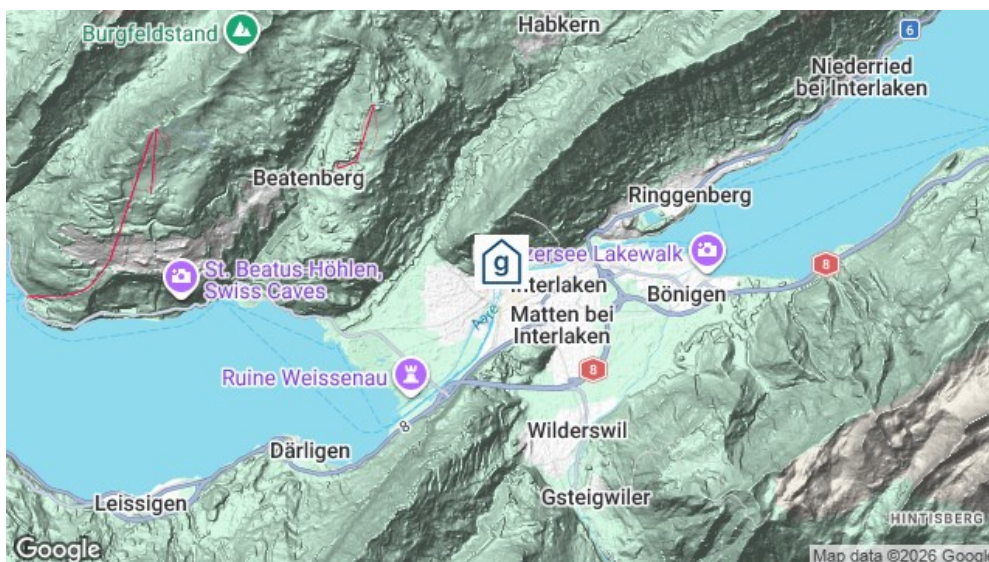 Habkern
Burgfeldstand
6
Niederried
bei Interlaken
Beatenberg
Ringgenberg
g
zersee Lakewalk
St. Beatus-Höhlen,
Swiss Caves
8
nterlaken
Bönigen
Aare
Matten bei
Interlaken
Ruine Weissenau
8
8
Wilderswil
Därligen
Leissigen
Gsteigwiler
HINTISBERG
Google
Map data ©2026 Google